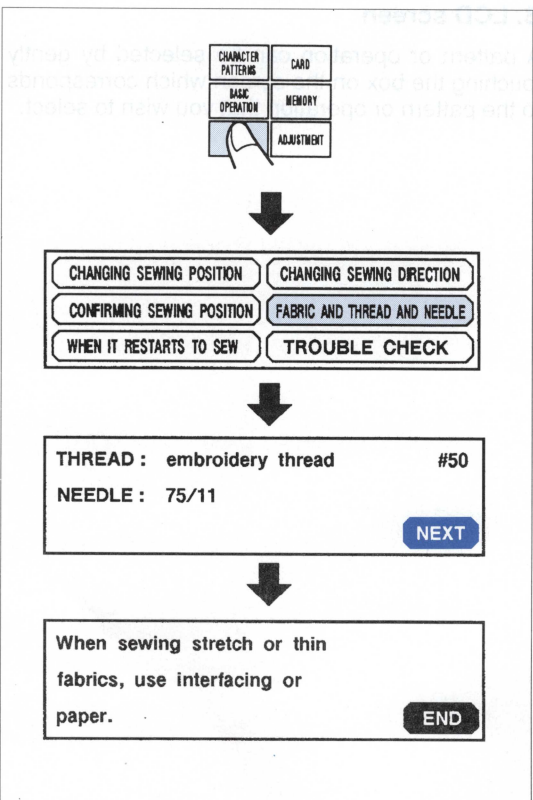 CHARACTER
PATTERNS
CARD
BASIC
OPERATION
MEMORY
ADJUSTMENT
CHANGING SEWING POSITION
CHANGING SEWING DIRECTION
CONFIRMING SEWING POSITION
FABRIC AND THREAD AND NEEDLE
WHEN IT RESTARTS TO SEW
TROUBLE CHECK
THREAD : embroidery thread #50
NEEDLE : 75/11
NEXT
When sewing stretch or thin
fabrics, use interfacing or
paper.
END